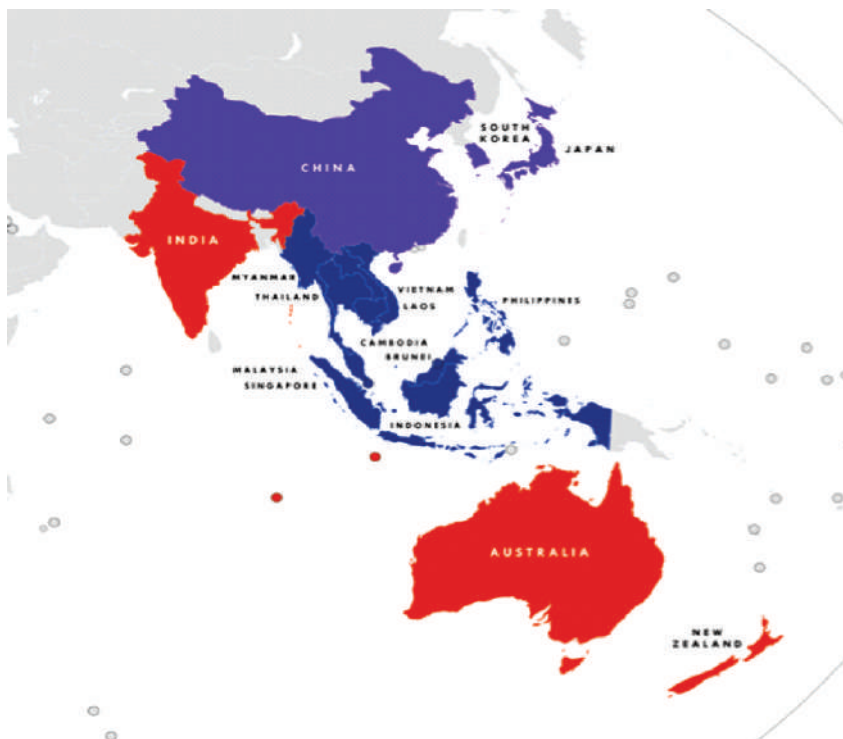 SOUTH
KOREA
JAPAN
CHINA
INDIA
MYANMAR
THAILAND
VIETNAM
LAOS
PHILIPPINES
CAMBODIA
BRUNEI
MALAYSIA
SINGAPORE
INDONESIA
AUSTRALIA
NEW
ZEALAND